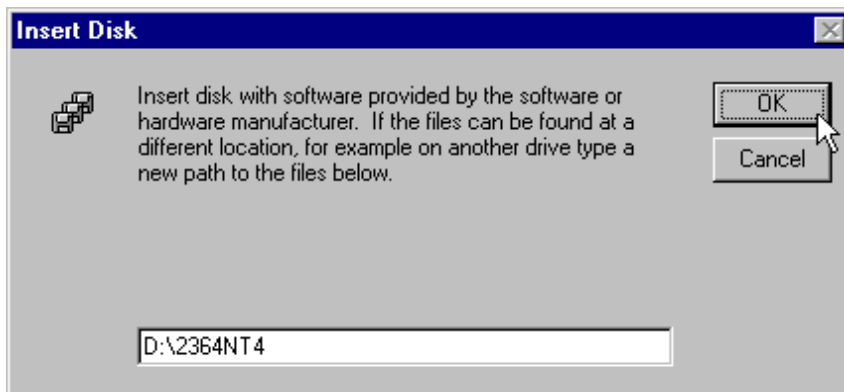 Insert Disk
Insert disk with software provided by the software or
hardware manufacturer.  If the files can be found at a
different location, for example on another drive type a
new path to the files below.
OK
Cancel
D:\2364NT4